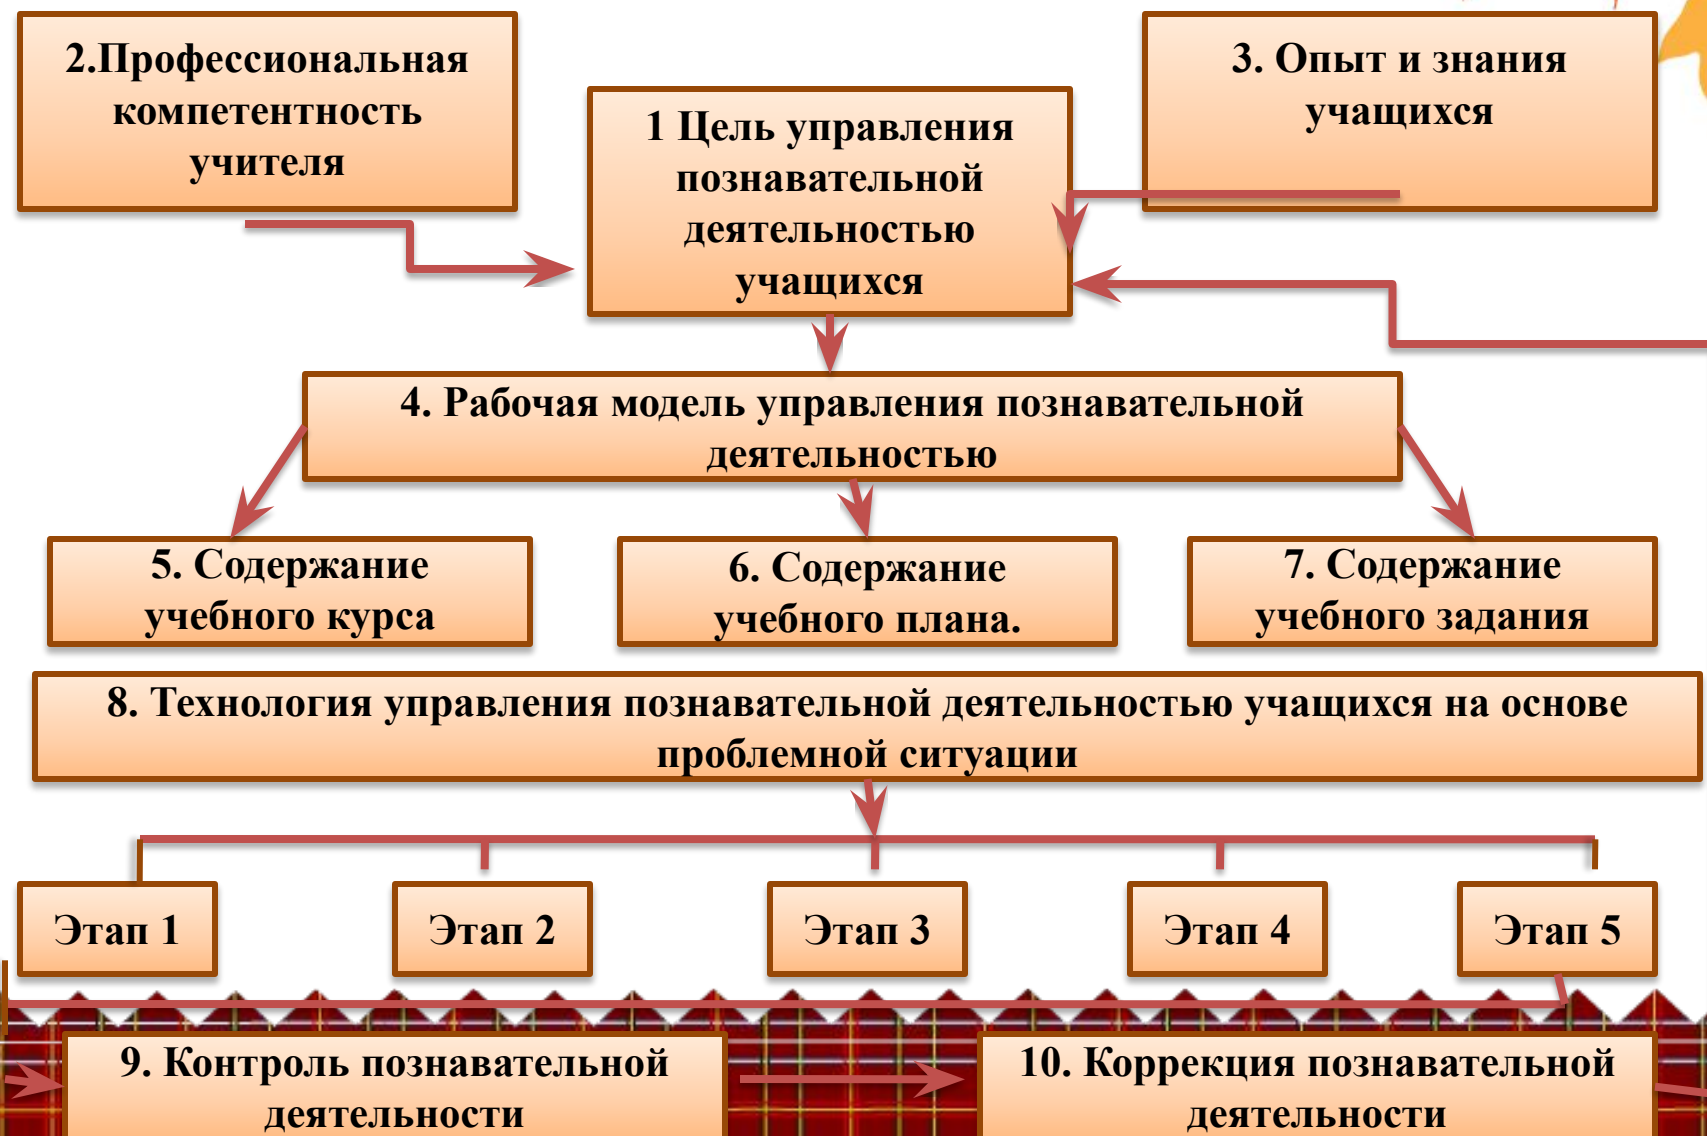 2.Профессиональная
компетентность
учителя
3. Опыт и знания
учащихся
1 Цель управления
познавательной
деятельностью
учащихся
4. Рабочая модель управления познавательной
деятельностью
5. Содержание
учебного курса
6. Содержание
учебного плана.
7. Содержание
учебного задания
8. Технология управления познавательной деятельностью учащихся на основе
проблемной ситуации
Этап 1
Этап 2
Этап 3
Этап 4
Этап 5
9. Контроль познавательной
деятельности
10. Коррекция познавательной
деятельности